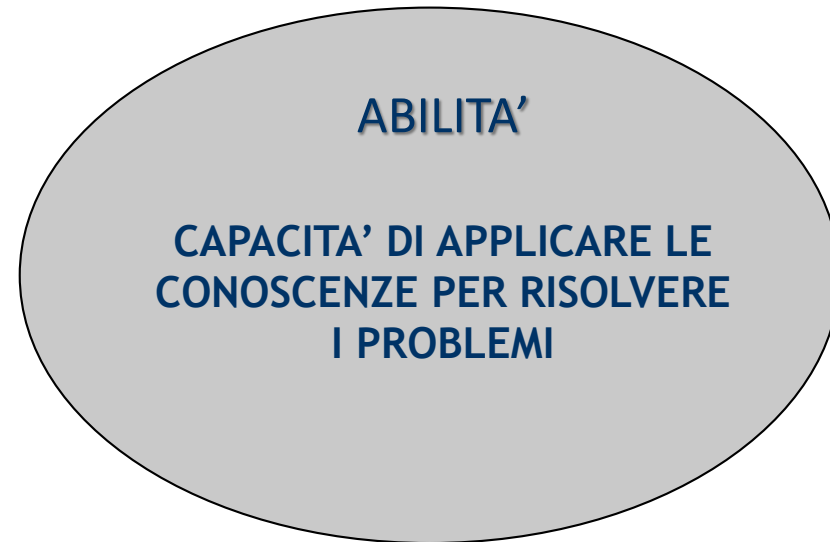 ABILITA’
CAPACITA’ DI APPLICARE LE
CONOSCENZE PER RISOLVERE
I PROBLEMI